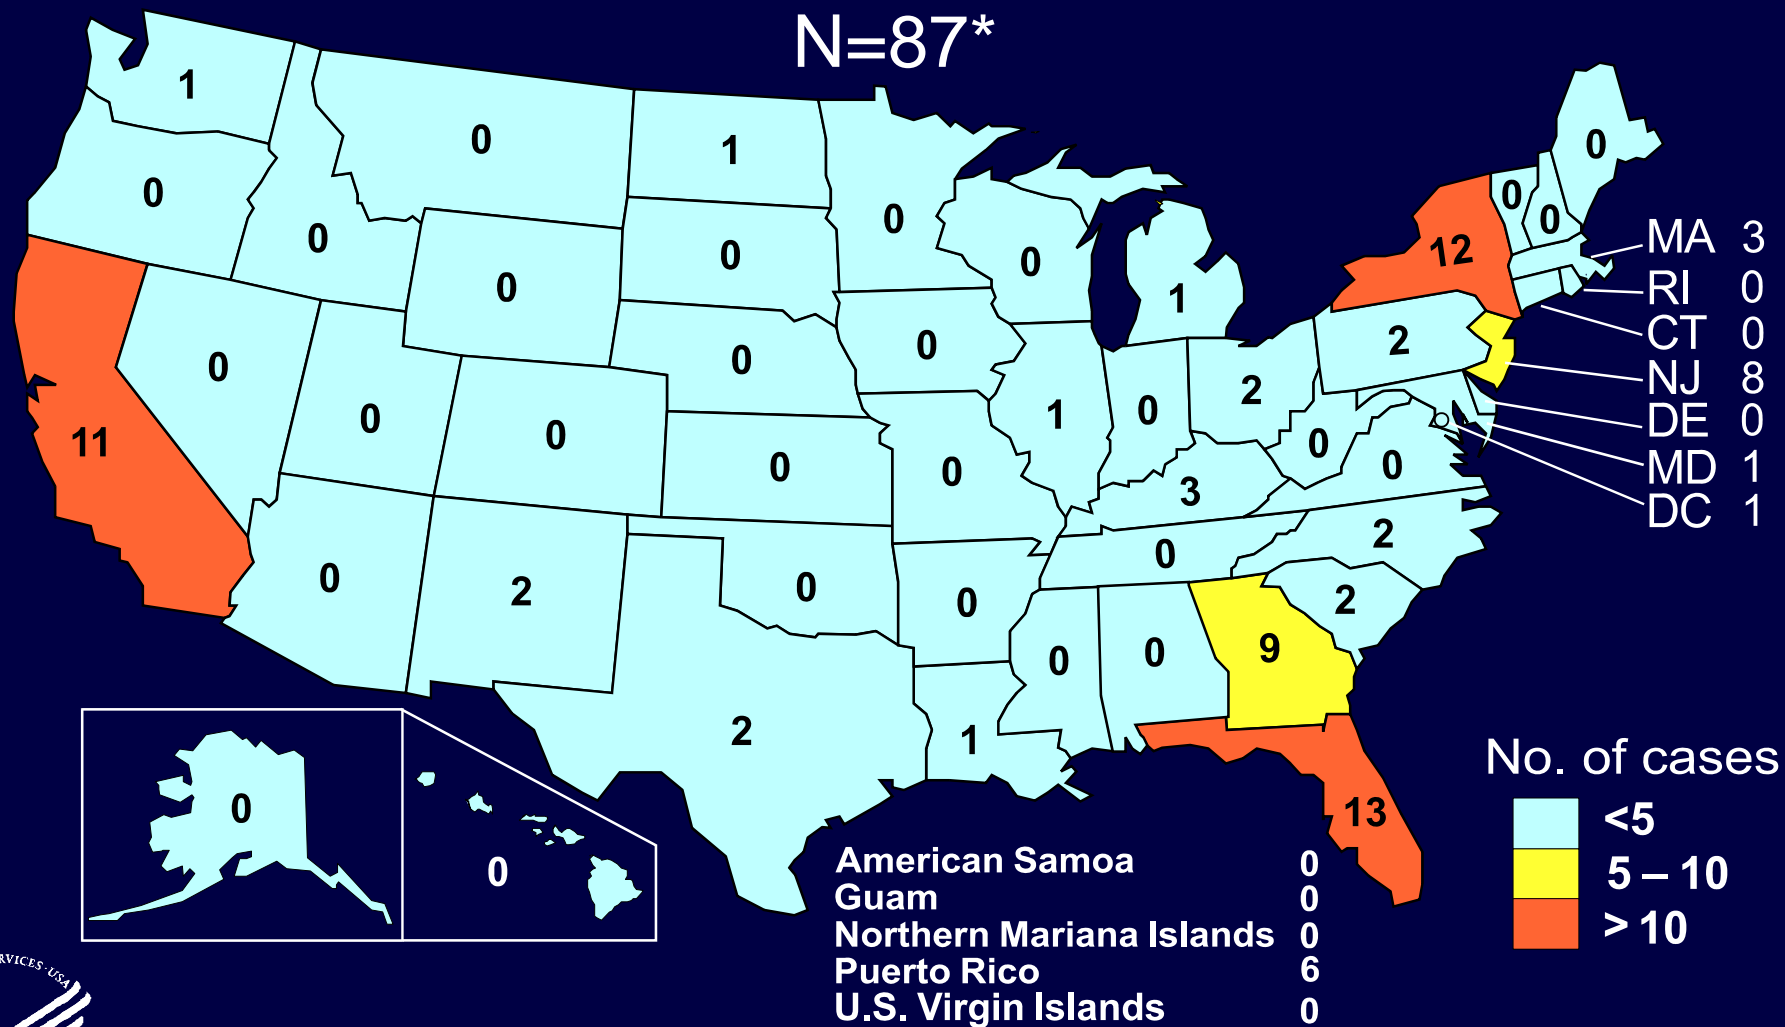 N=87*
1
0
1
0
0
0
0
0
0
0
0
0
12
MA 3
RI 0
CT 0
NJ 8
DE 0
MD 1
DC 1
1
2
11
0
0
0
0
0
0
0
1
0
2
0
0
3
0
2
0
2
0
0
2
0
0
9
2
1
13
0
0
American Samoa 0
Guam 0
Northern Mariana Islands 0
Puerto Rico 6
U.S. Virgin Islands 0
No. of cases
<5
5 – 10
> 10
RVICES·USA